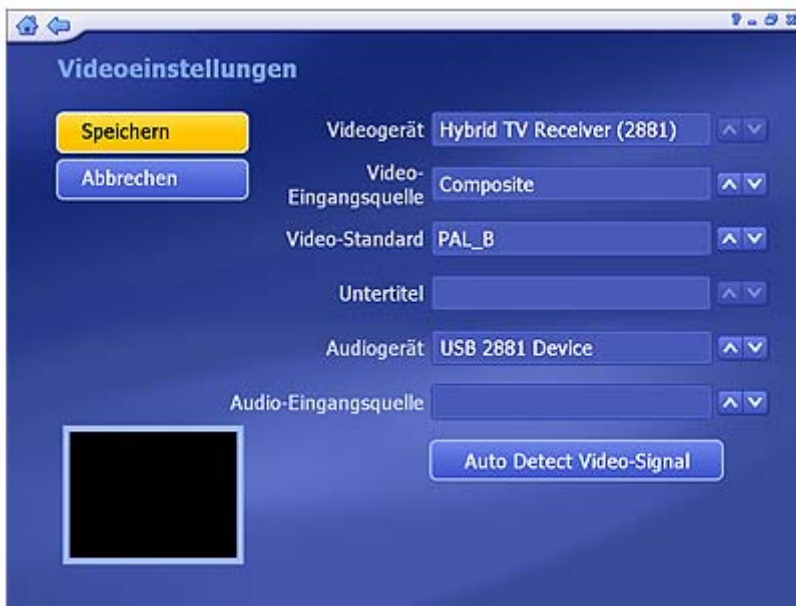 Videoeinstellungen
Speichern
Abbrechen
Videogerät Hybrid TV Receiver (2881)
Video-
Eingangsquelle Composite
Video-Standard PAL_B
Untertitel
Audiogerät USB 2881 Device
Audio-Eingangsquelle
Auto Detect Video-Signal